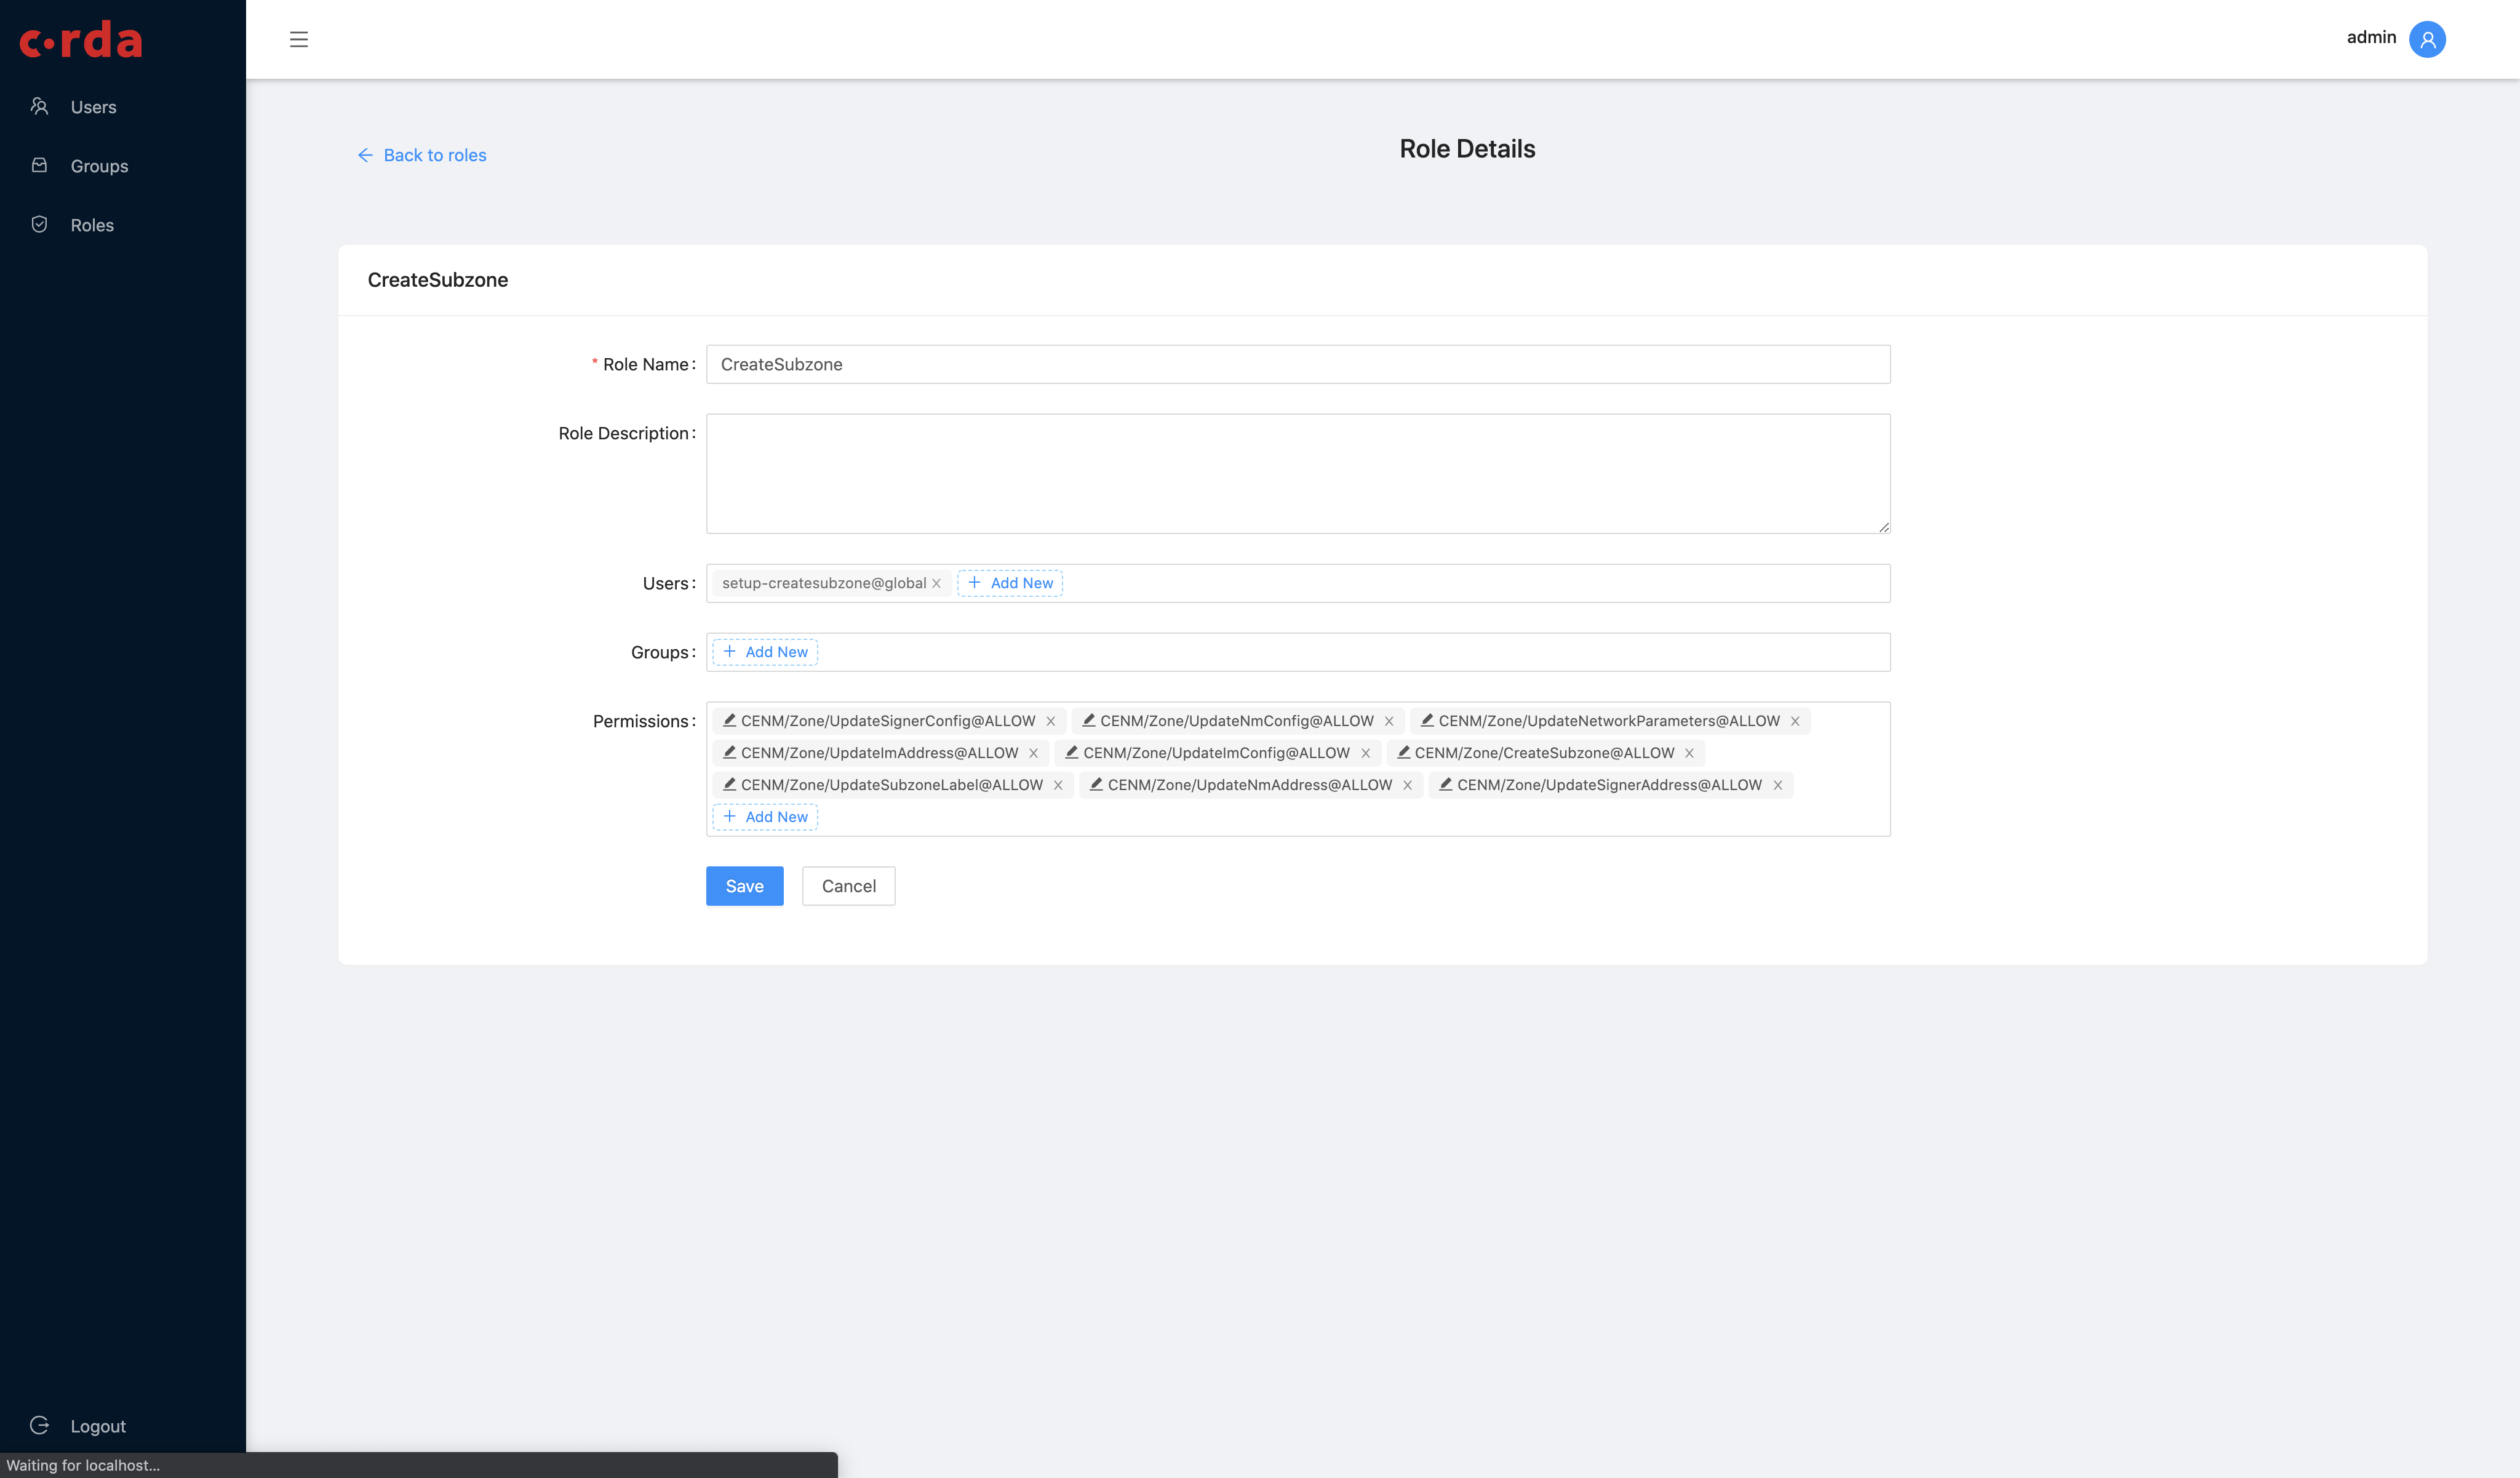 c•rda
admin
Users
Groups
Roles
Back to roles
Role Details
CreateSubzone
* Role Name: CreateSubzone
Role Description:
Users: setup-createsubzone@global Add New
Groups: Add New
Permissions: CENM/Zone/UpdateSignerConfig@ALLOW CENM/Zone/UpdateNmConfig@ALLOW CENM/Zone/UpdateNetworkParameters@ALLOW
CENM/Zone/UpdateImAddress@ALLOW CENM/Zone/UpdateImConfig@ALLOW CENM/Zone/CreateSubzone@ALLOW
CENM/Zone/UpdateSubzoneLabel@ALLOW CENM/Zone/UpdateNmAddress@ALLOW CENM/Zone/UpdateSignerAddress@ALLOW
Add New
Save Cancel
Logout
Waiting for localhost...